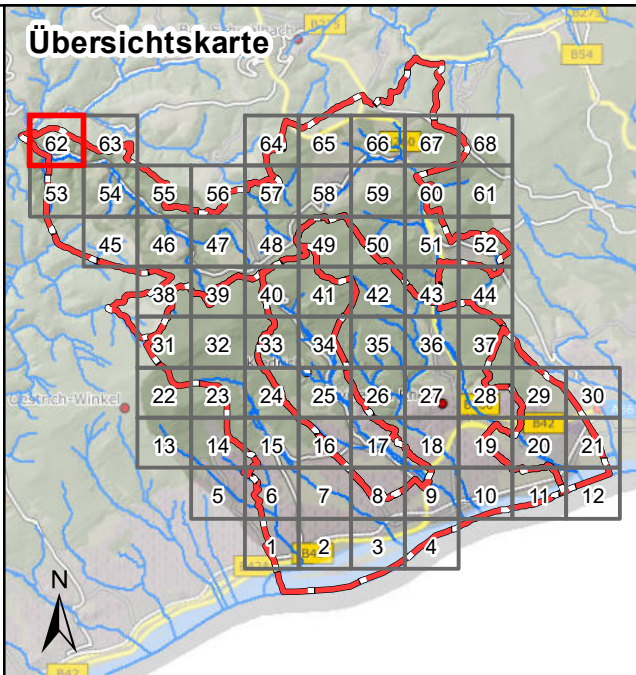 Übersichtskarte
B275
B275
B54
62 63 64 65 66 67 68
53 54 55 56 57 58 59 60 61
45 46 47 48 49 50 51 52
38 39 40 41 42 43 44
31 32 33 34 35 36 37
22 23 24 25 26 27 28 29 30
Oestrich-Winkel
B42
13 14 15 16 17 18 19 20 21
5 6 7 8 9 10 11 12
1 2 3 4
N
B42